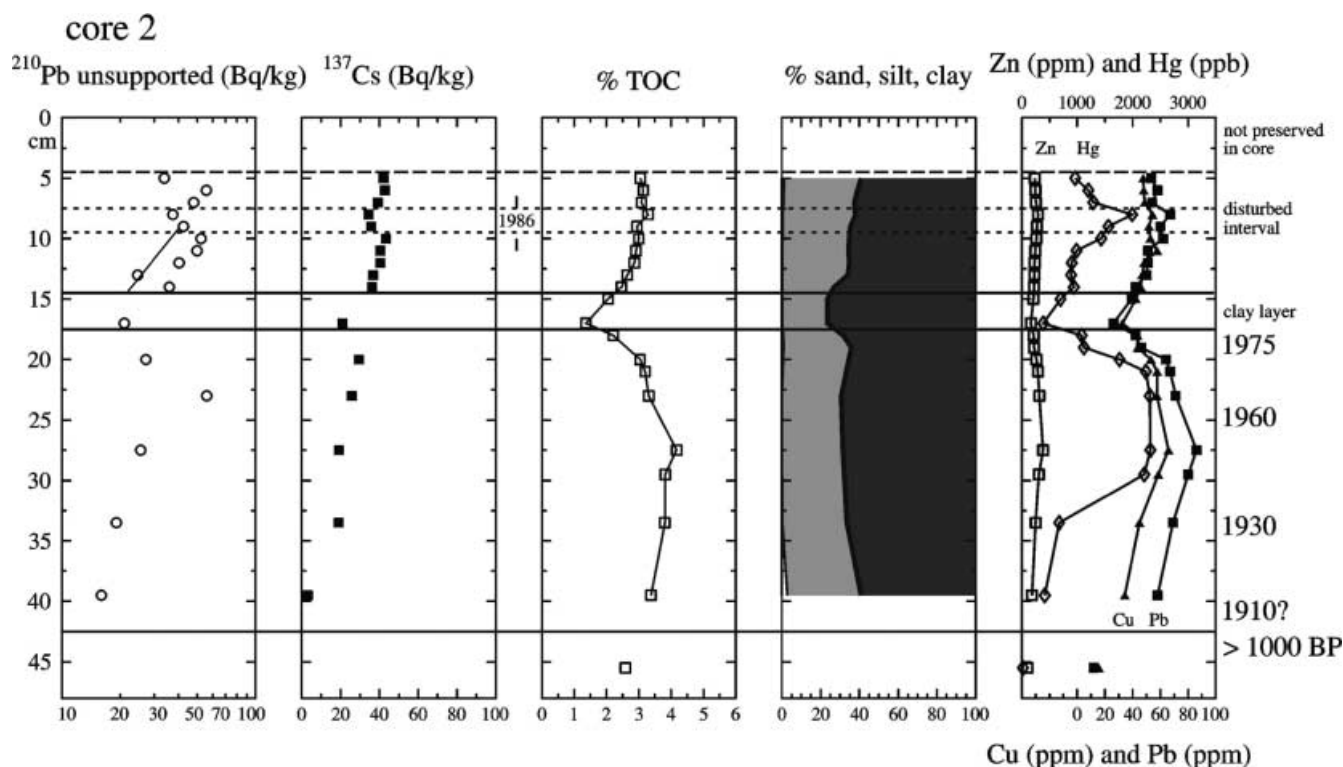 core 2
210Pb unsupported (Bq/kg)
137Cs (Bq/kg)
% TOC
% sand, silt, clay
Zn (ppm) and Hg (ppb)
0 1000 2000 3000
0
cm
5
10
15
20
25
30
35
40
45
1986
Zn Hg
Cu Pb
not preserved
in core
disturbed
interval
clay layer
1975
1960
1930
1910?
> 1000 BP
10 20 30 50 70 100
0 20 40 60 80 100
0 1 2 3 4 5 6
0 20 40 60 80 100
0 20 40 60 80 100
Cu (ppm) and Pb (ppm)